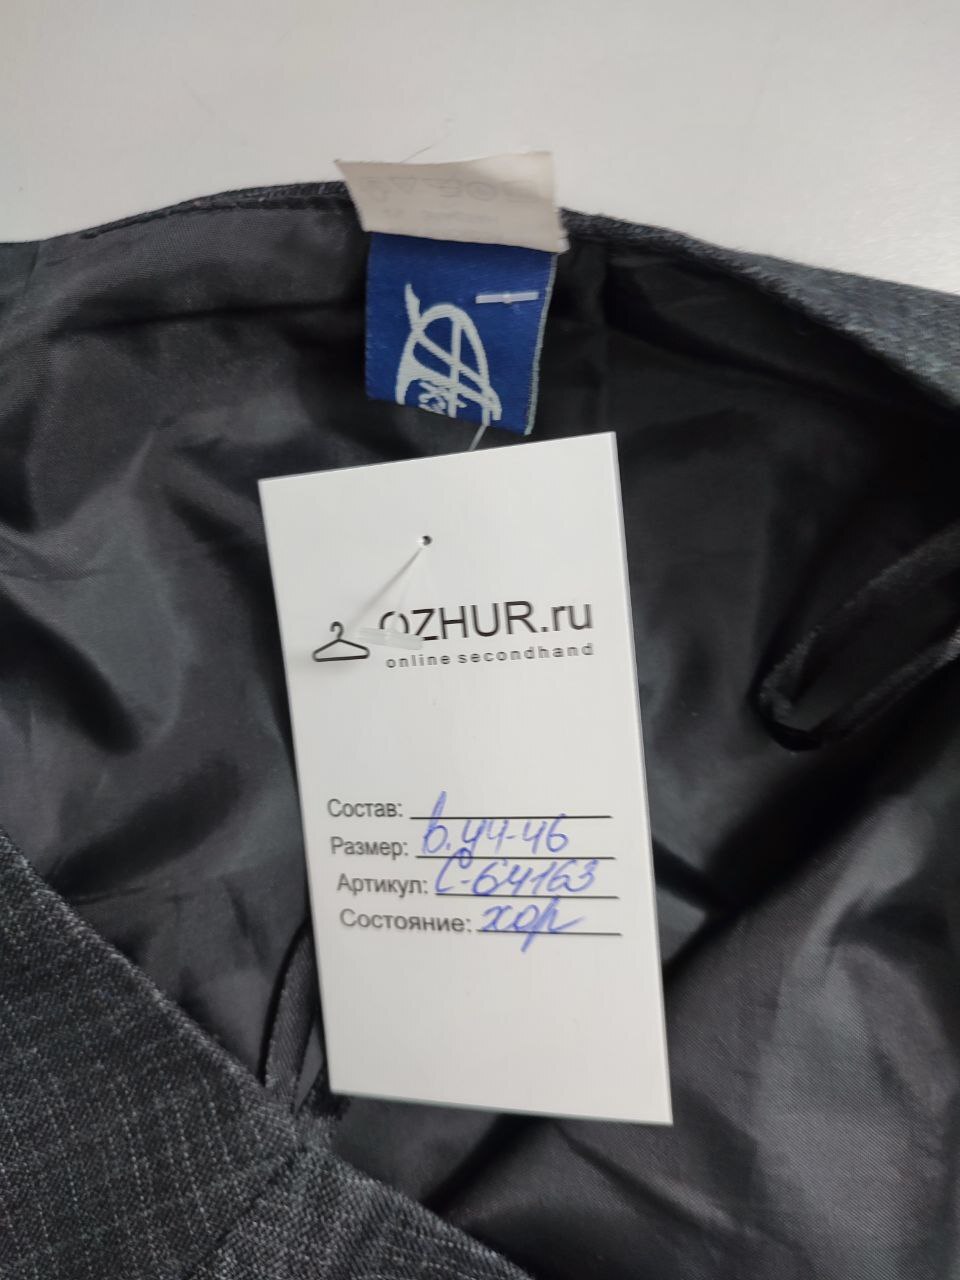 OZHUR.ru
online secondhand
Состав:
Размер: в. 44-46
Артикул: С-64163
Состояние: хор